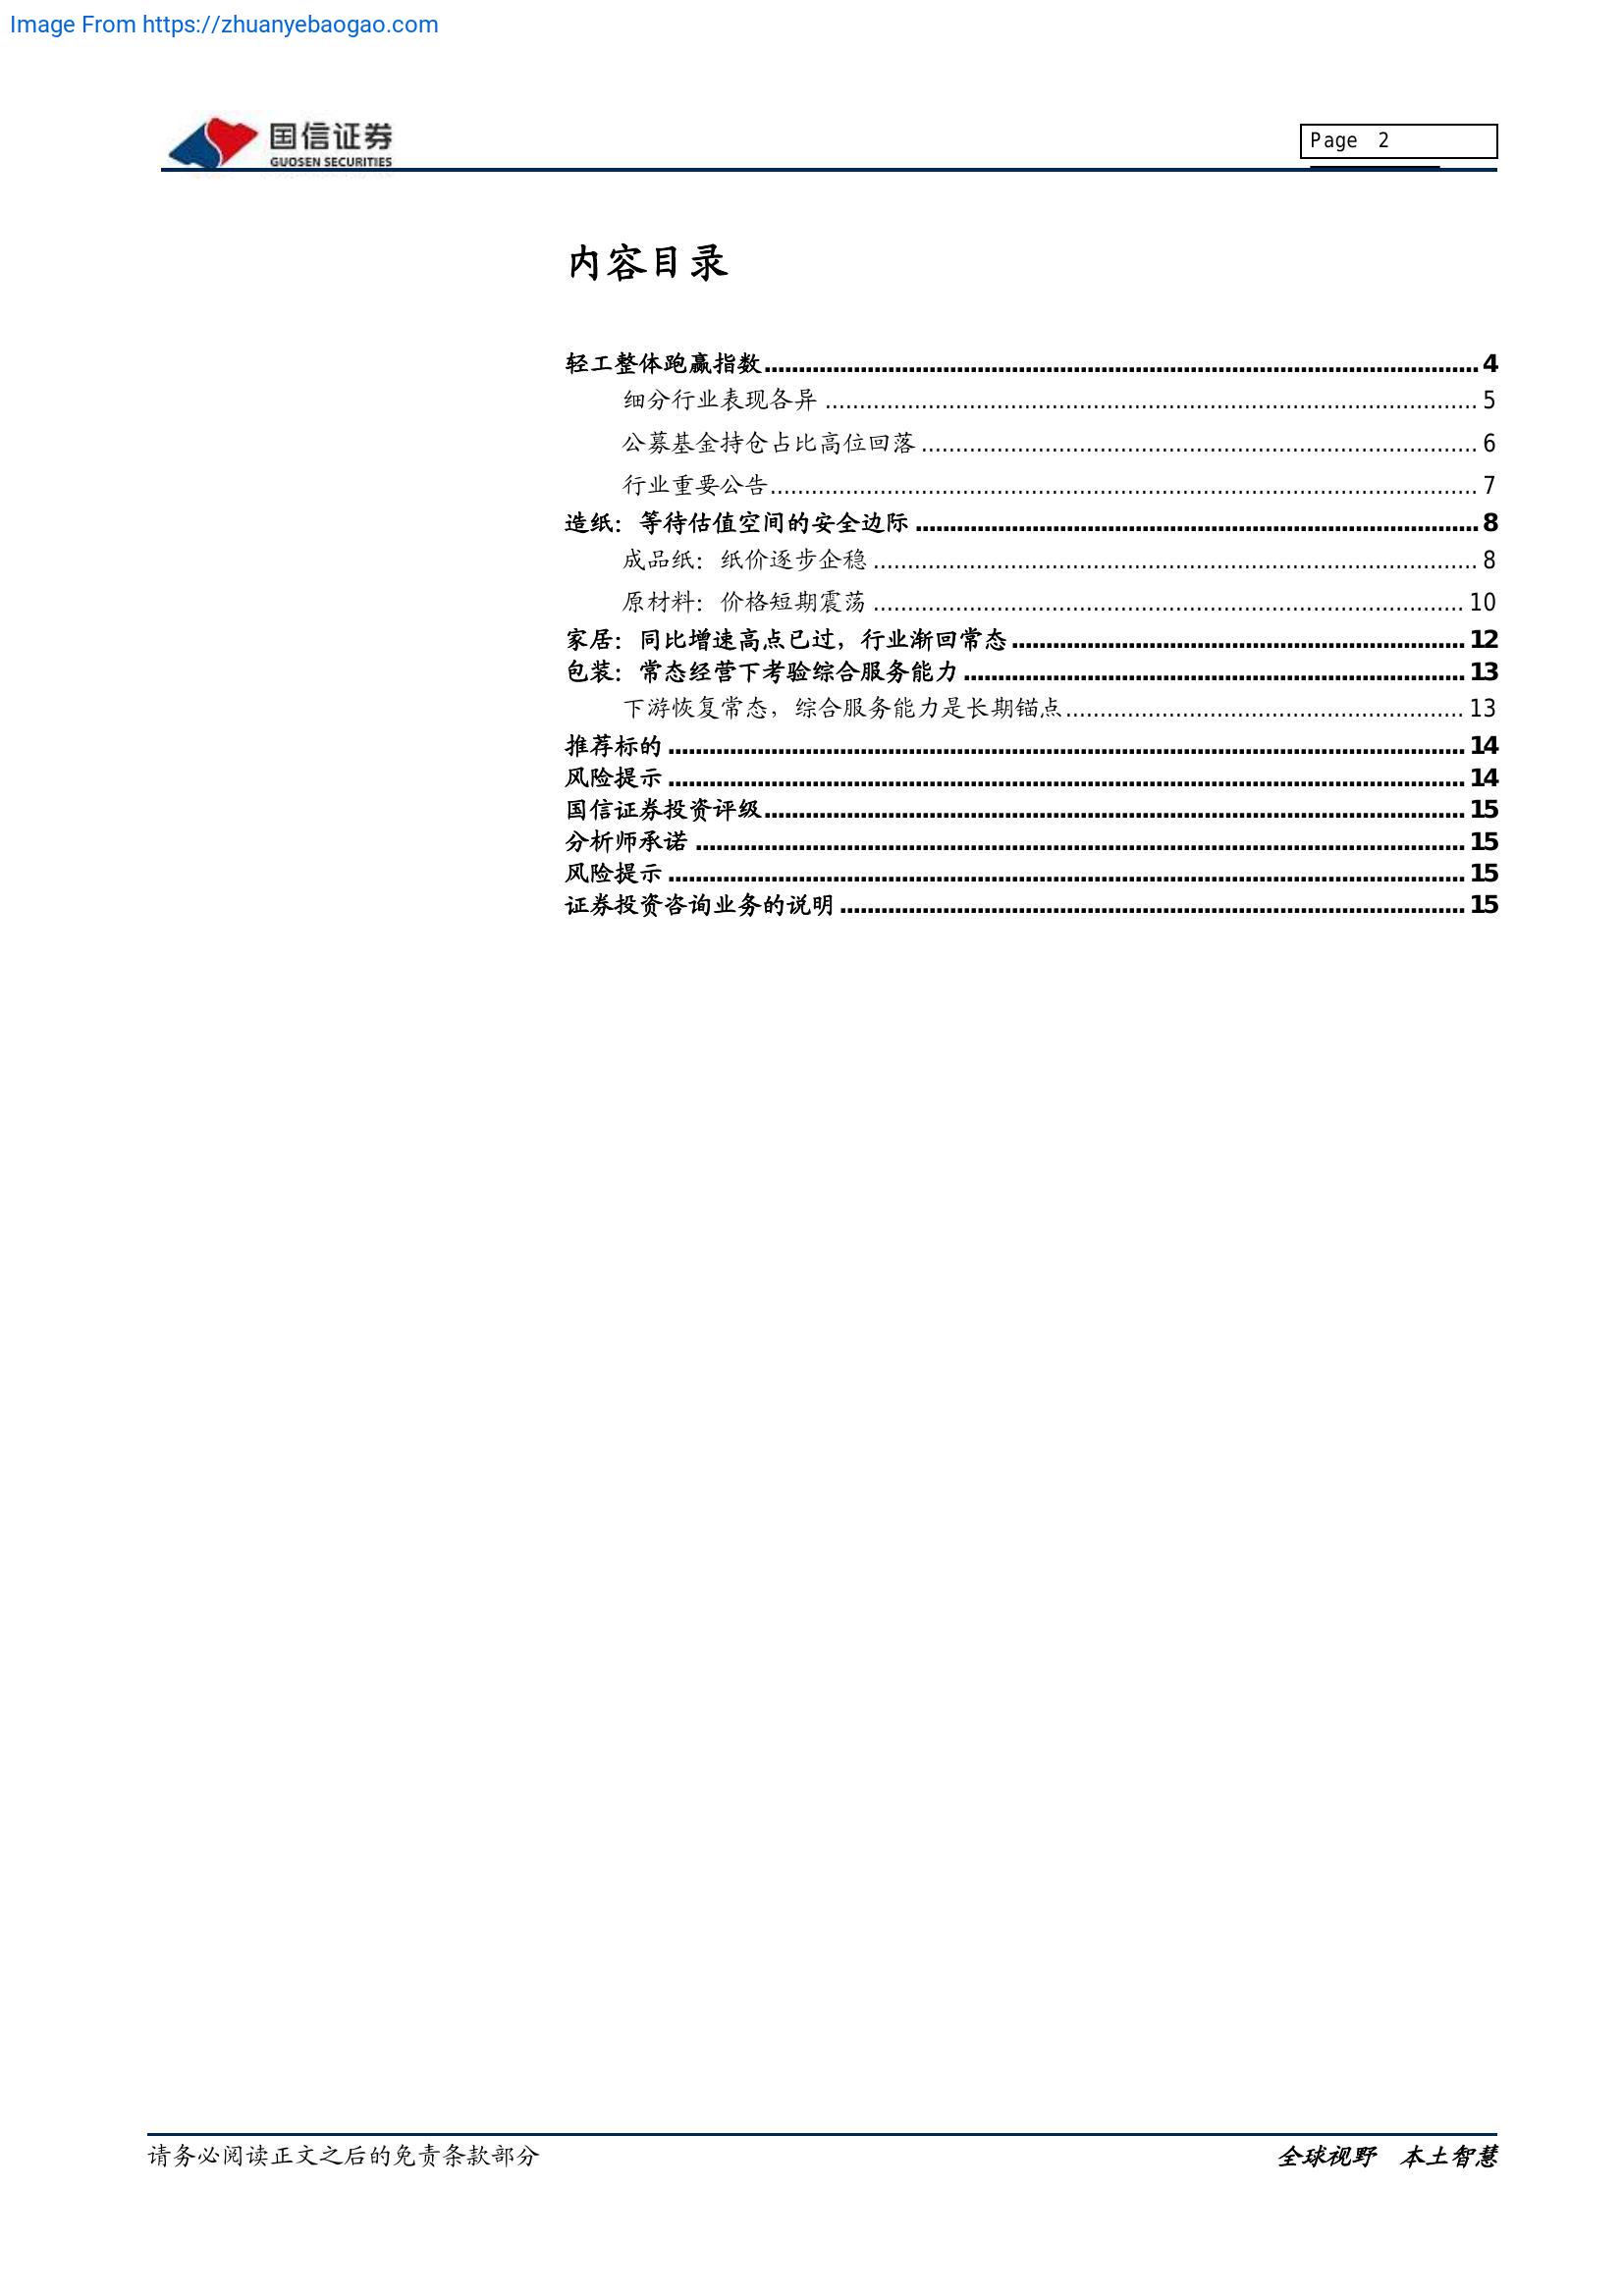 Image From https://zhuanyebaogao.com
国信证券
GUOSEN SECURITIES
Page 2
内容目录
轻工整体跑赢指数 4
细分行业表现各异 5
公募基金持仓占比高位回落 6
行业重要公告 7
造纸：等待估值空间的安全边际 8
成品纸：纸价逐步企稳 8
原材料：价格短期震荡 10
家居：同比增速高点已过，行业渐回常态 12
包装：常态经营下考验综合服务能力 13
下游恢复常态，综合服务能力是长期锚点 13
推荐标的 14
风险提示 14
国信证券投资评级 15
分析师承诺 15
风险提示 15
证券投资咨询业务的说明 15
请务必阅读正文之后的免责条款部分
全球视野 本土智慧